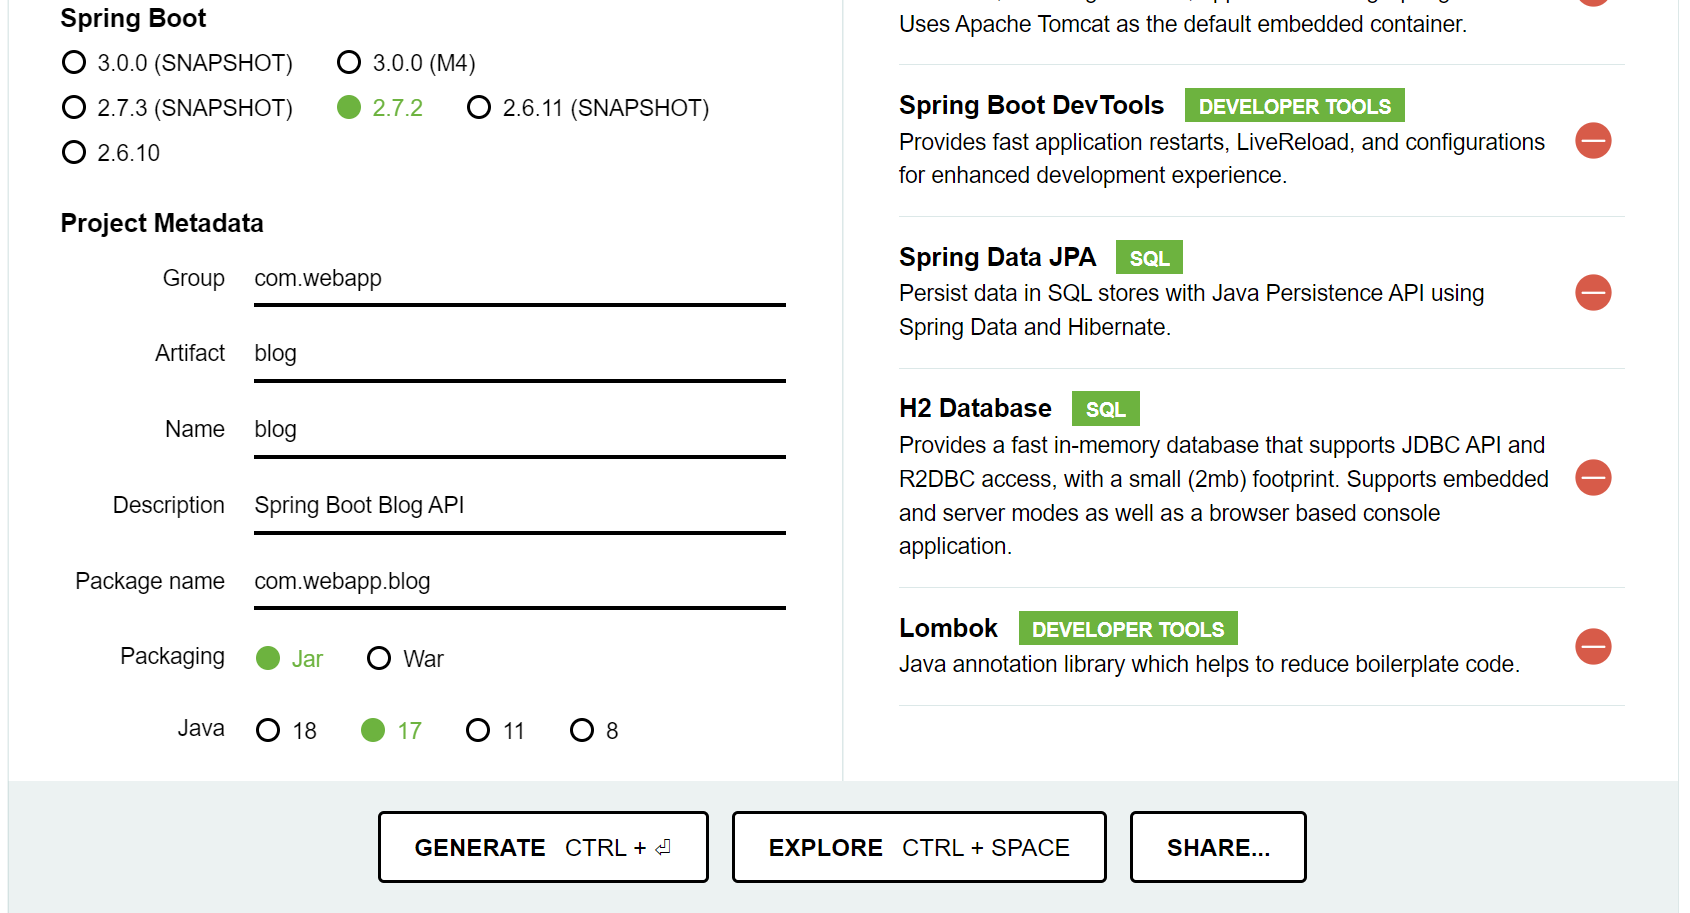 Spring Boot
3.0.0 (SNAPSHOT) 3.0.0 (M4)
2.7.3 (SNAPSHOT) 2.7.2 2.6.11 (SNAPSHOT)
2.6.10
Project Metadata
Group com.webapp
Artifact blog
Name blog
Description Spring Boot Blog API
Package name com.webapp.blog
Packaging Jar War
Java 18 17 11 8
Uses Apache Tomcat as the default embedded container.
Spring Boot DevTools DEVELOPER TOOLS
Provides fast application restarts, LiveReload, and configurations
for enhanced development experience.
Spring Data JPA SQL
Persist data in SQL stores with Java Persistence API using
Spring Data and Hibernate.
H2 Database SQL
Provides a fast in-memory database that supports JDBC API and
R2DBC access, with a small (2mb) footprint. Supports embedded
and server modes as well as a browser based console
application.
Lombok DEVELOPER TOOLS
Java annotation library which helps to reduce boilerplate code.
GENERATE CTRL + ⏎ EXPLORE CTRL + SPACE SHARE...